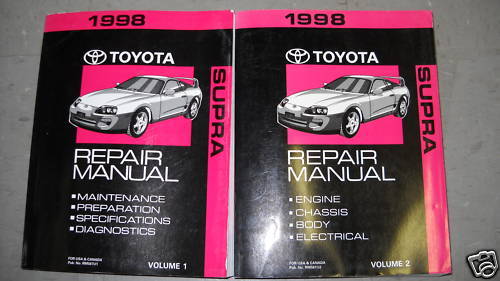 1998
TOYOTA
SUPRA
REPAIR
MANUAL
▪ MAINTENANCE
▪ PREPARATION
▪ SPECIFICATIONS
▪ DIAGNOSTICS
FOR USA & CANADA
VOLUME 1
1998
TOYOTA
SUPRA
REPAIR
MANUAL
▪ ENGINE
▪ CHASSIS
▪ BODY
▪ ELECTRICAL
FOR USA & CANADA
VOLUME 2